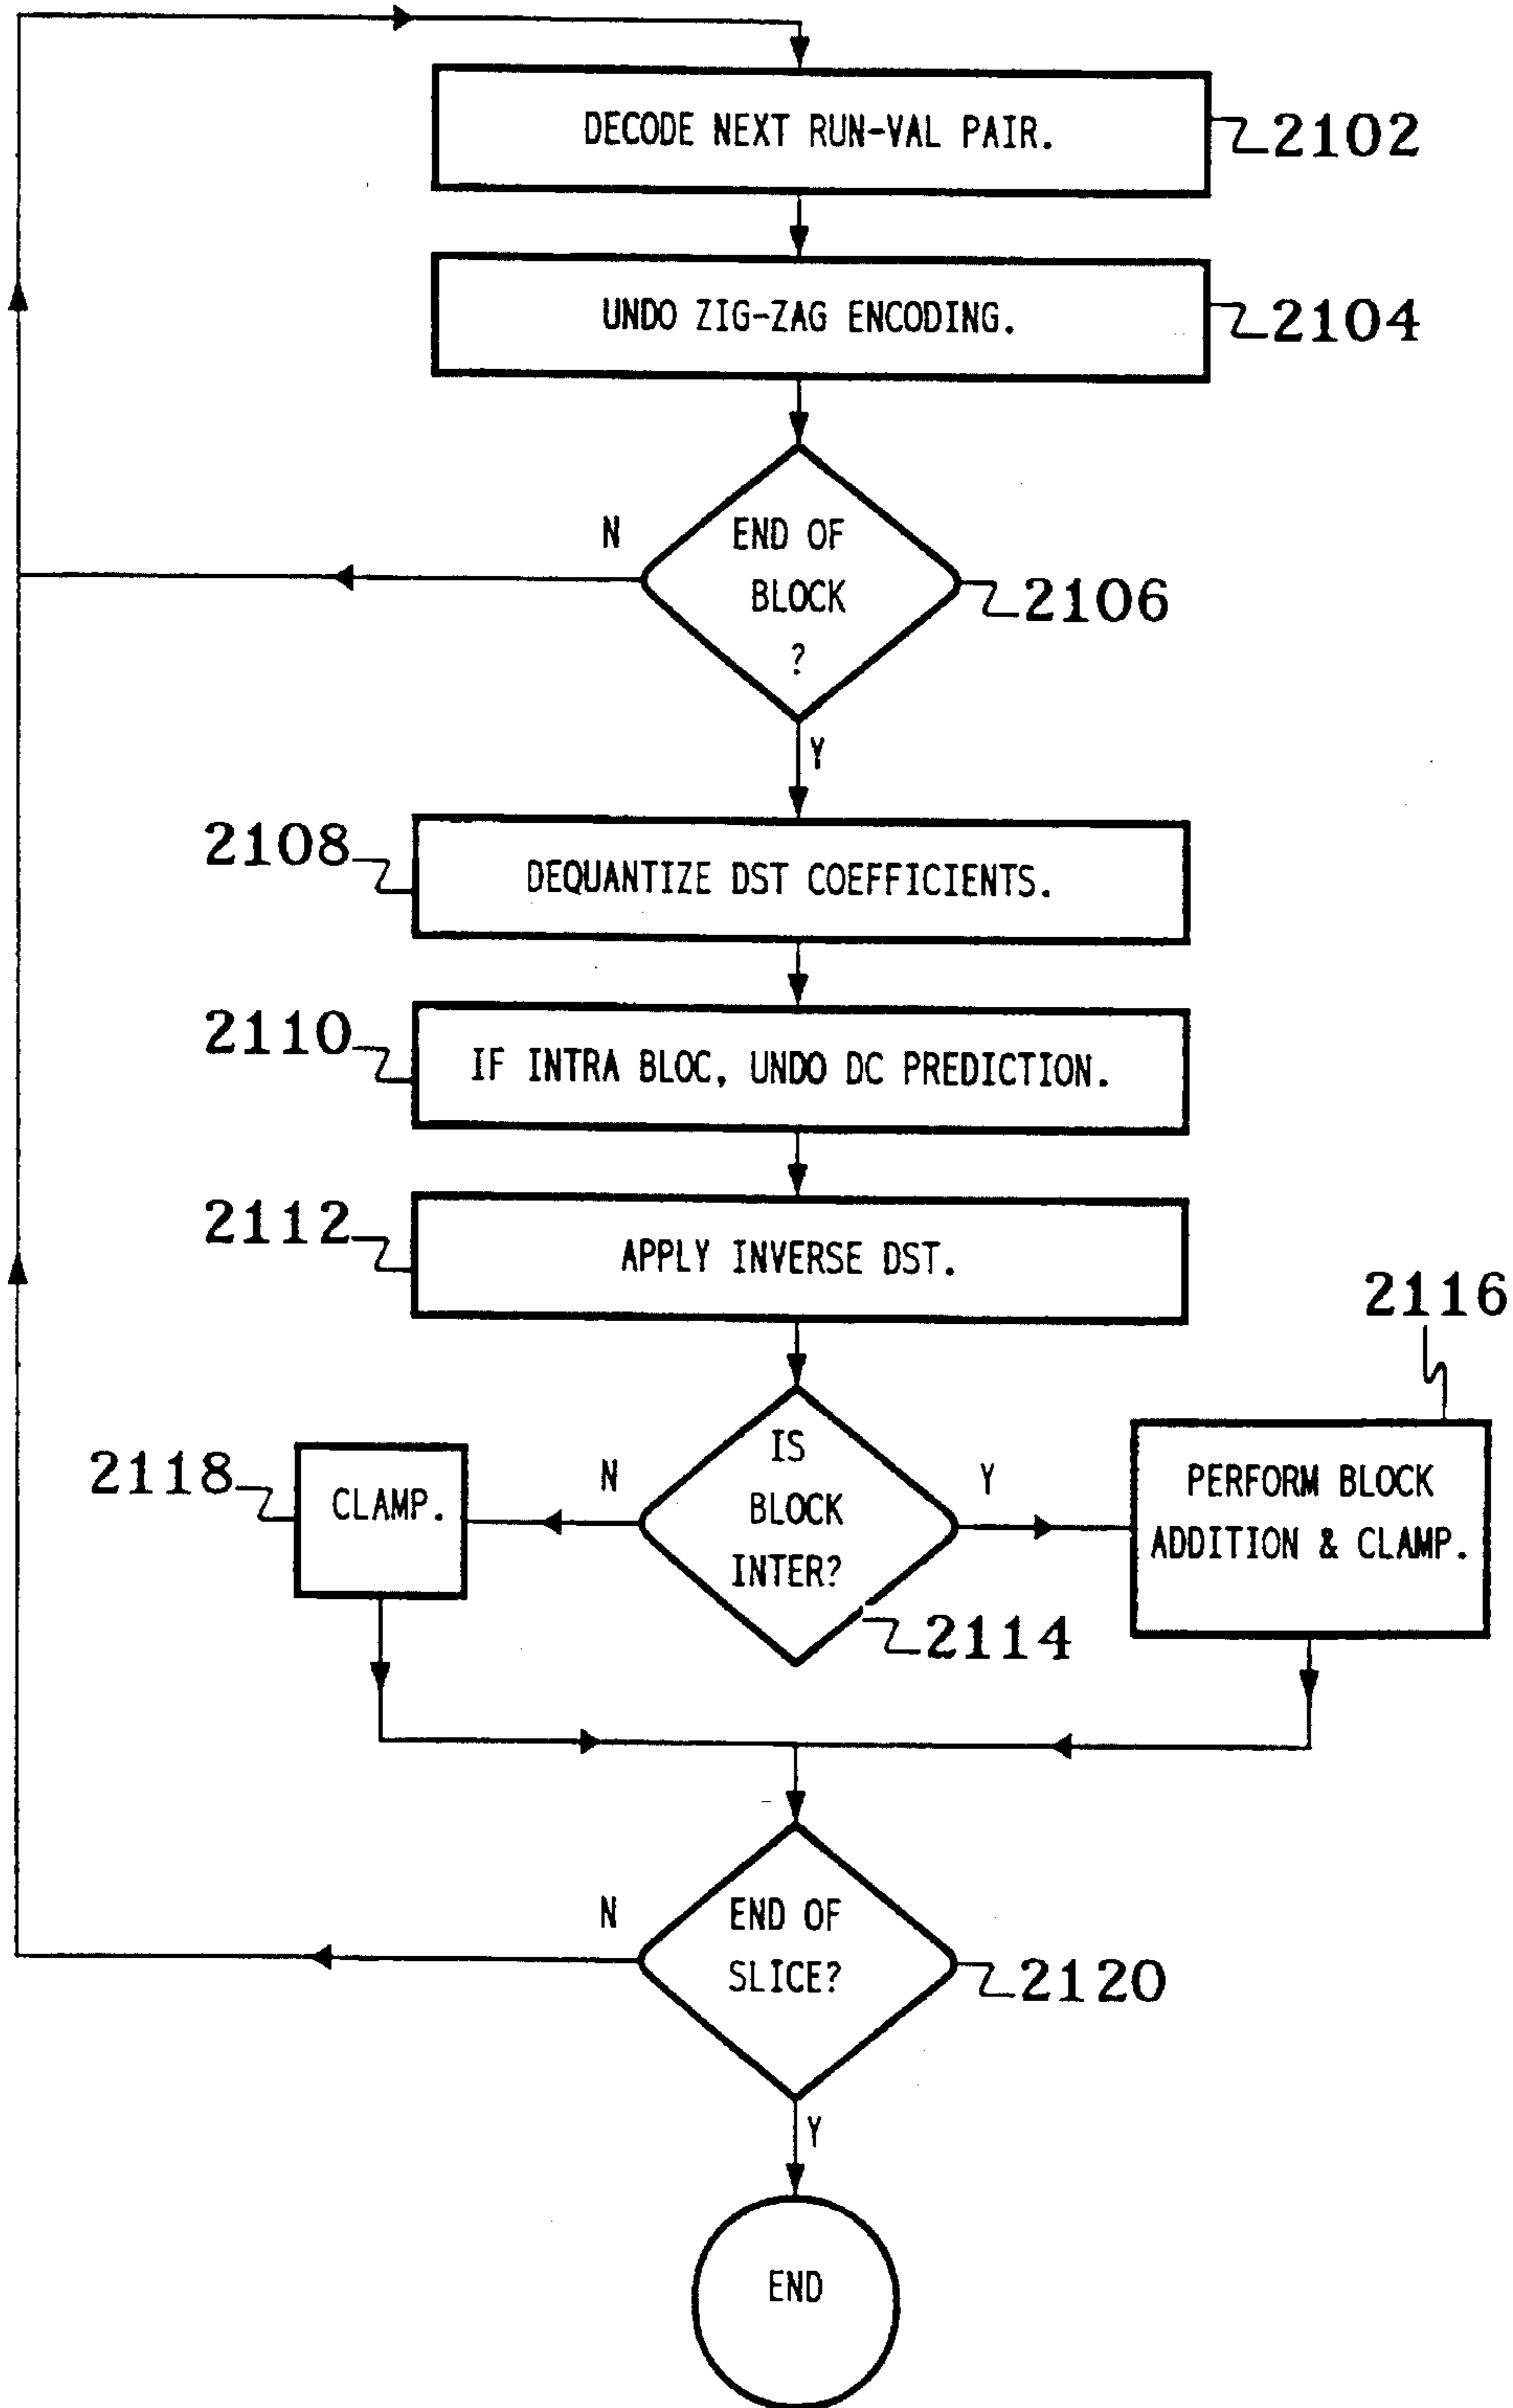 DECODE NEXT RUN-VAL PAIR.
2102
UNDO ZIG-ZAG ENCODING.
2104
N
END OF
BLOCK
?
2106
Y
2108
DEQUANTIZE DST COEFFICIENTS.
2110
IF INTRA BLOC, UNDO DC PREDICTION.
2112
APPLY INVERSE DST.
2116
2118
CLAMP.
N
IS
BLOCK
INTER?
Y
PERFORM BLOCK
ADDITION & CLAMP.
2114
N
END OF
SLICE?
2120
Y
END